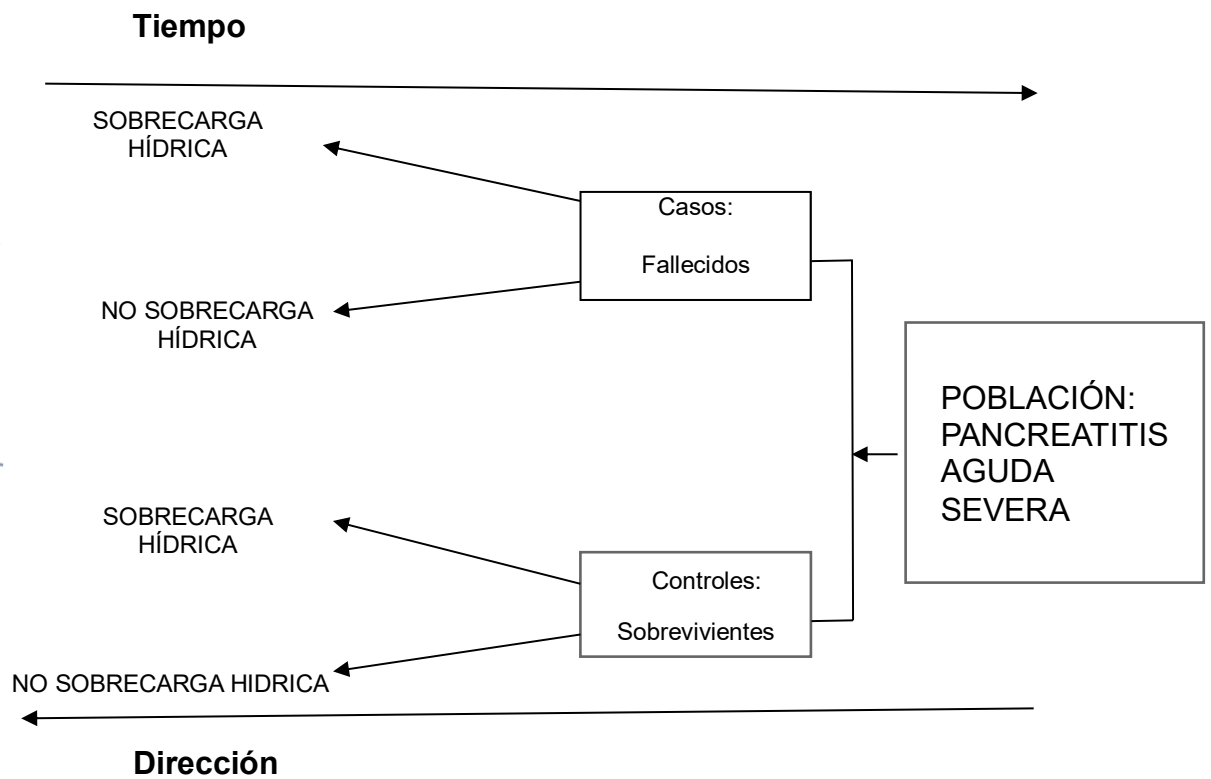 Tiempo
SOBRECARGA
HÍDRICA
Casos:
Fallecidos
NO SOBRECARGA
HÍDRICA
POBLACIÓN:
PANCREATITIS
AGUDA
SEVERA
SOBRECARGA
HÍDRICA
Controles:
Sobrevivientes
NO SOBRECARGA HIDRICA
Dirección